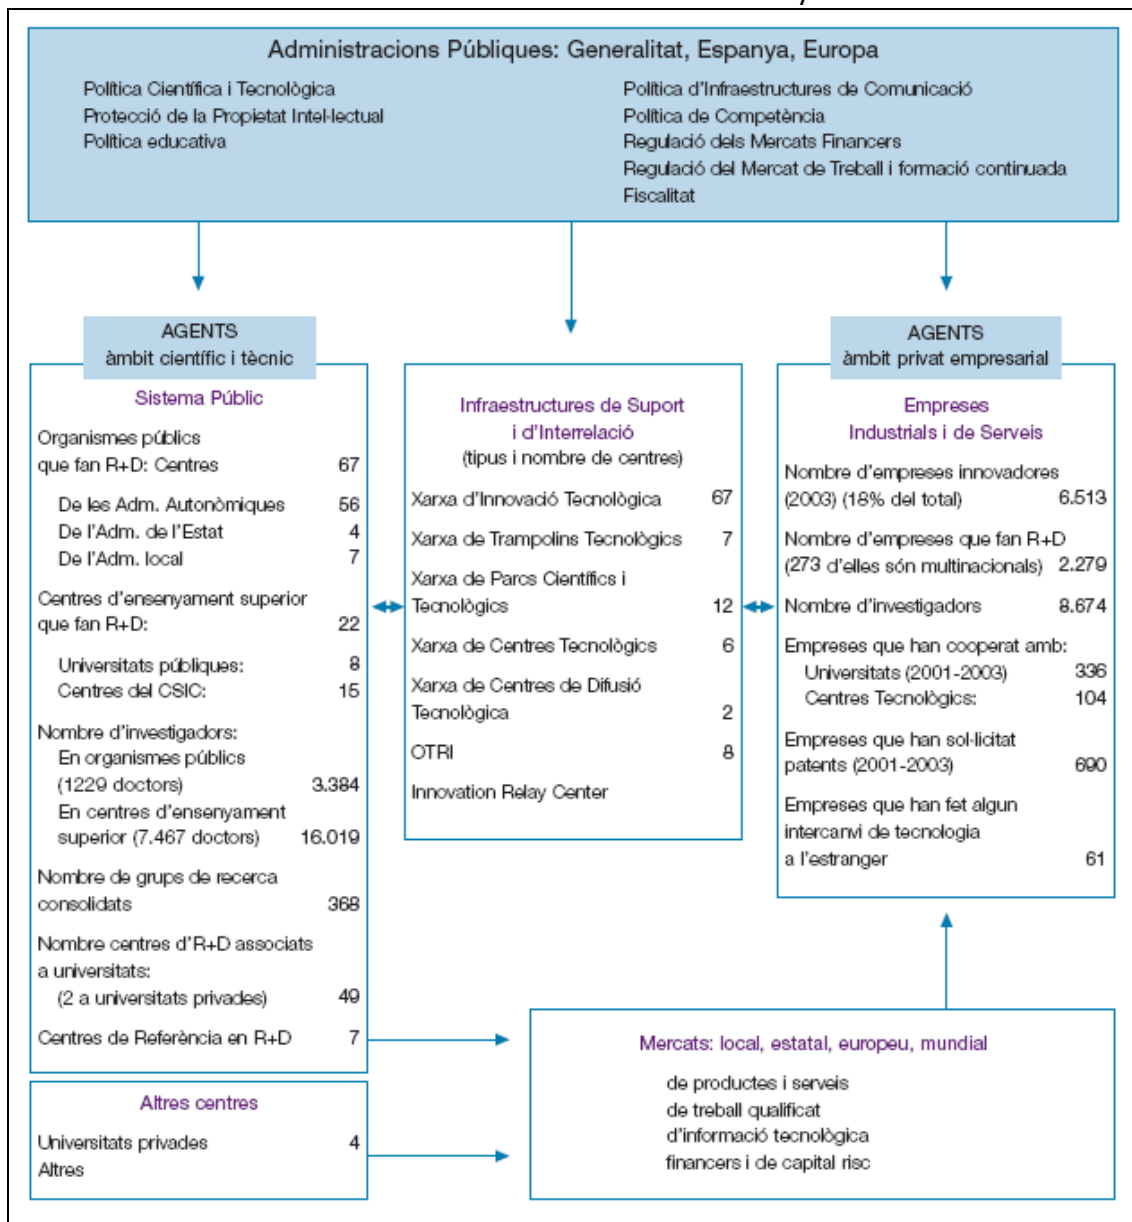 Administracions Públiques: Generalitat, Espanya, Europa
Política Científica i Tecnològica
Protecció de la Propietat Intel·lectual
Política educativa
Política d'Infraestructures de Comunicació
Política de Competència
Regulació dels Mercats Financers
Regulació del Mercat de Treball i formació continuada
Fiscalitat
AGENTS
àmbit científic i tècnic
Sistema Públic
Organismes públics
que fan R+D: Centres 67
De les Adm. Autonòmiques 56
De l'Adm. de l'Estat 4
De l'Adm. local 7
Centres d'ensenyament superior
que fan R+D: 22
Universitats públiques: 8
Centres del CSIC: 15
Nombre d'investigadors:
En organismes públics
(1229 doctors) 3.384
En centres d'ensenyament
superior (7.467 doctors) 16.019
Nombre de grups de recerca
consolidats 368
Nombre centres d'R+D associats
a universitats:
(2 a universitats privades) 49
Centres de Referència en R+D 7
Altres centres
Universitats privades 4
Altres
Infraestructures de Suport
i d'Interrelació
(tipus i nombre de centres)
Xarxa d'Innovació Tecnològica 67
Xarxa de Trampolins Tecnològics 7
Xarxa de Parcs Científics i
Tecnològics 12
Xarxa de Centres Tecnològics 6
Xarxa de Centres de Difusió
Tecnològica 2
OTRI 8
Innovation Relay Center
AGENTS
àmbit privat empresarial
Empreses
Industrials i de Serveis
Nombre d'empreses innovadores
(2003) (18% del total) 6.513
Nombre d'empreses que fan R+D
(273 d'elles són multinacionals) 2.279
Nombre d'investigadors 8.674
Empreses que han cooperat amb:
Universitats (2001-2003) 336
Centres Tecnològics: 104
Empreses que han sol·licitat
patents (2001-2003) 690
Empreses que han fet algun
intercanvi de tecnologia
a l'estranger 61
Mercats: local, estatal, europeu, mundial
de productes i serveis
de treball qualificat
d'informació tecnològica
financers i de capital risc